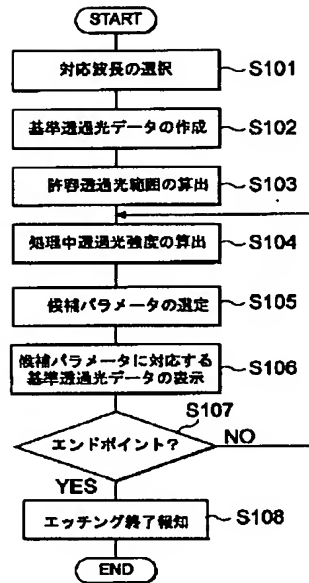 START
対応波長の選択
S101
基準透過光データの作成
S102
許容透過光範囲の算出
S103
処理中透過光強度の算出
S104
候補パラメータの選定
S105
候補パラメータに対応する
基準透過光データの表示
S106
S107
エンドポイント?
NO
YES
エッチング終了報知
S108
END